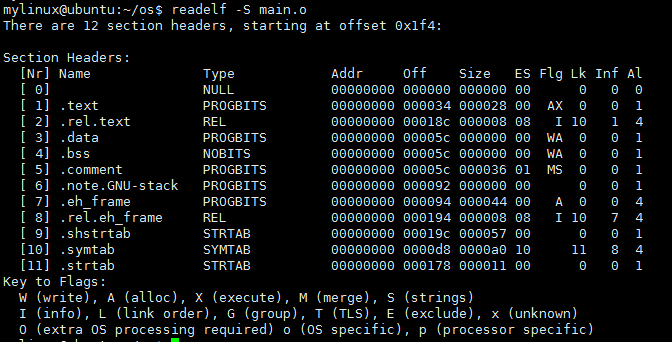 mylinux@ubuntu:~/os$ readelf -S main.o
There are 12 section headers, starting at offset 0x1f4:

Section Headers:
  [Nr] Name              Type            Addr     Off    Size   ES Flg Lk Inf Al
  [ 0]                   NULL            00000000 000000 000000 00      0   0  0
  [ 1] .text             PROGBITS        00000000 000034 000028 00  AX  0   0  1
  [ 2] .rel.text         REL             00000000 00018c 000008 08   I 10   1  4
  [ 3] .data             PROGBITS        00000000 00005c 000000 00  WA  0   0  1
  [ 4] .bss              NOBITS          00000000 00005c 000000 00  WA  0   0  1
  [ 5] .comment          PROGBITS        00000000 00005c 000036 01  MS  0   0  1
  [ 6] .note.GNU-stack   PROGBITS        00000000 000092 000000 00      0   0  1
  [ 7] .eh_frame         PROGBITS        00000000 000094 000044 00   A  0   0  4
  [ 8] .rel.eh_frame     REL             00000000 000194 000008 08   I 10   7  4
  [ 9] .shstrtab         STRTAB          00000000 00019c 000057 00      0   0  1
  [10] .symtab           SYMTAB          00000000 0000d8 0000a0 10     11   8  4
  [11] .strtab           STRTAB          00000000 000178 000011 00      0   0  1
Key to Flags:
  W (write), A (alloc), X (execute), M (merge), S (strings)
  I (info), L (link order), G (group), T (TLS), E (exclude), x (unknown)
  O (extra OS processing required) o (OS specific), p (processor specific)